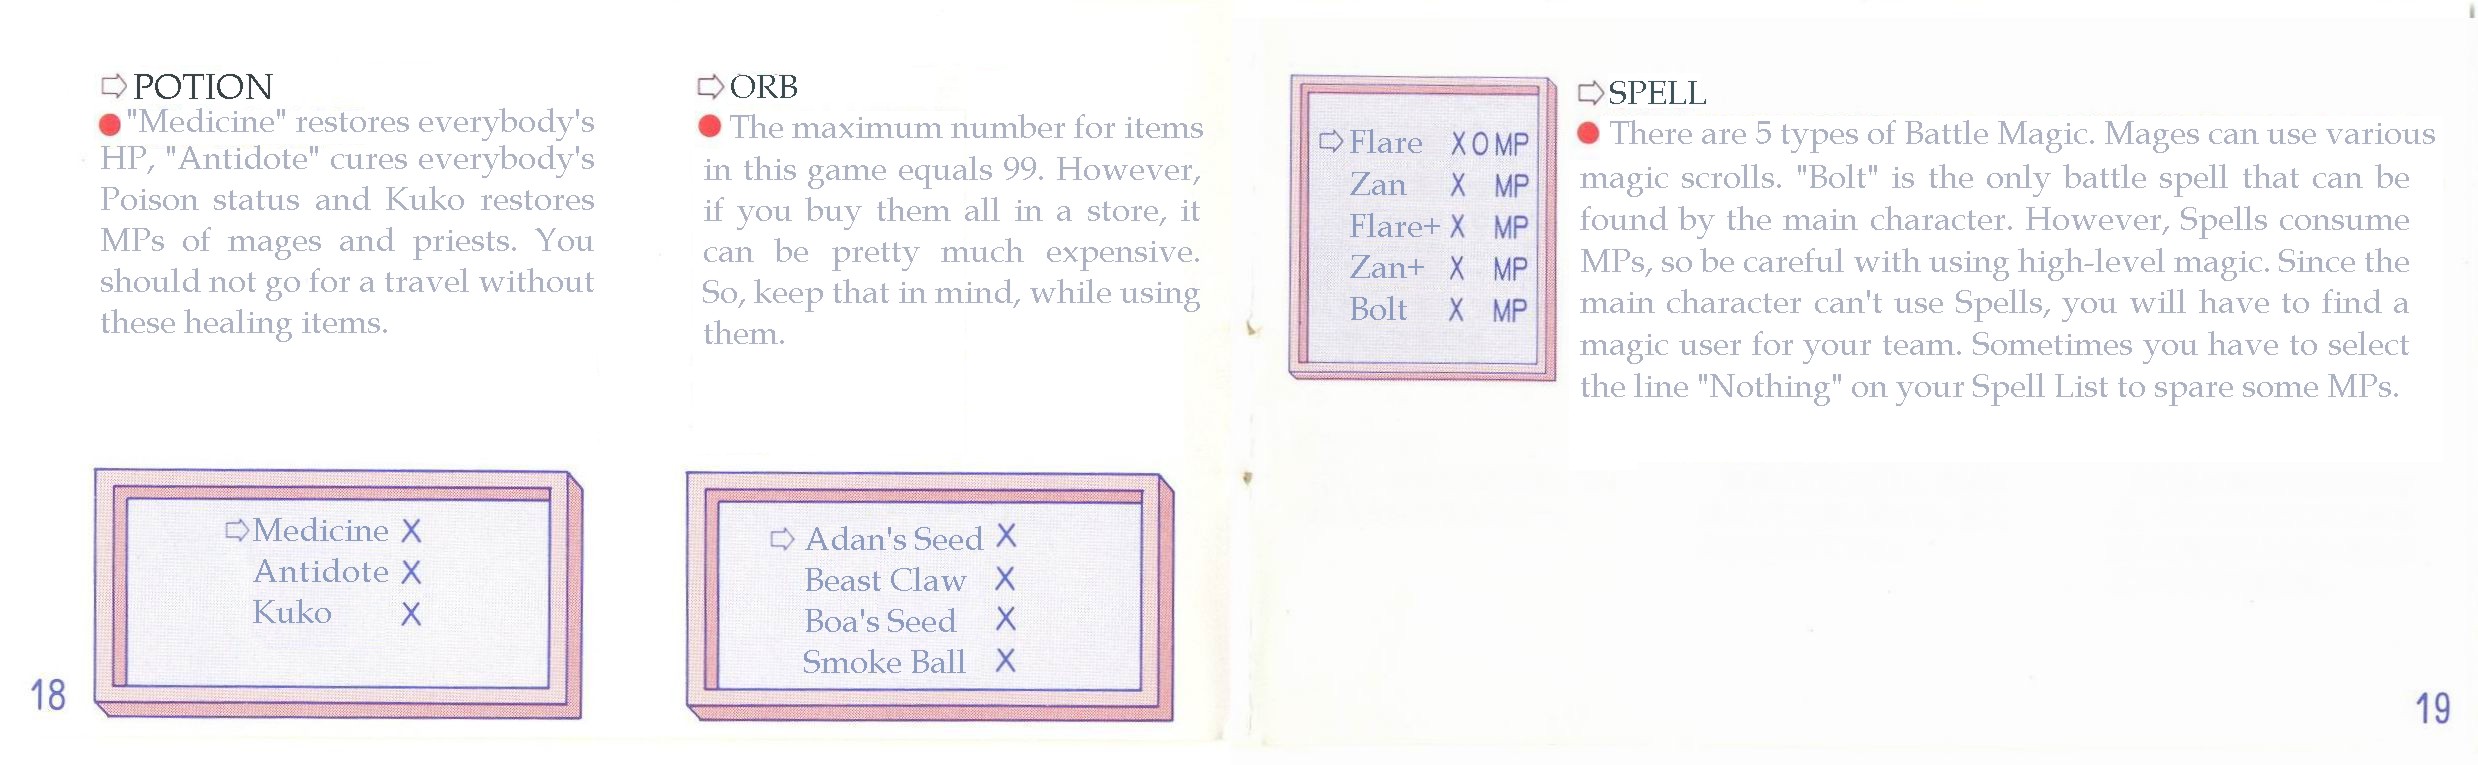 ⇨POTION
● "Medicine" restores everybody's
HP, "Antidote" cures everybody's
Poison status and Kuko restores
MPs of mages and priests. You
should not go for a travel without
these healing items.
⇨Medicine X
Antidote X
Kuko X
18
⇨ORB
● The maximum number for items
in this game equals 99. However,
if you buy them all in a store, it
can be pretty much expensive.
So, keep that in mind, while using
them.
⇨ Adan's Seed X
Beast Claw X
Boa's Seed X
Smoke Ball X
⇨Flare XOMP
Zan X MP
Flare+ X MP
Zan+ X MP
Bolt X MP
⇨SPELL
● There are 5 types of Battle Magic. Mages can use various
magic scrolls. "Bolt" is the only battle spell that can be
found by the main character. However, Spells consume
MPs, so be careful with using high-level magic. Since the
main character can't use Spells, you will have to find a
magic user for your team. Sometimes you have to select
the line "Nothing" on your Spell List to spare some MPs.
19